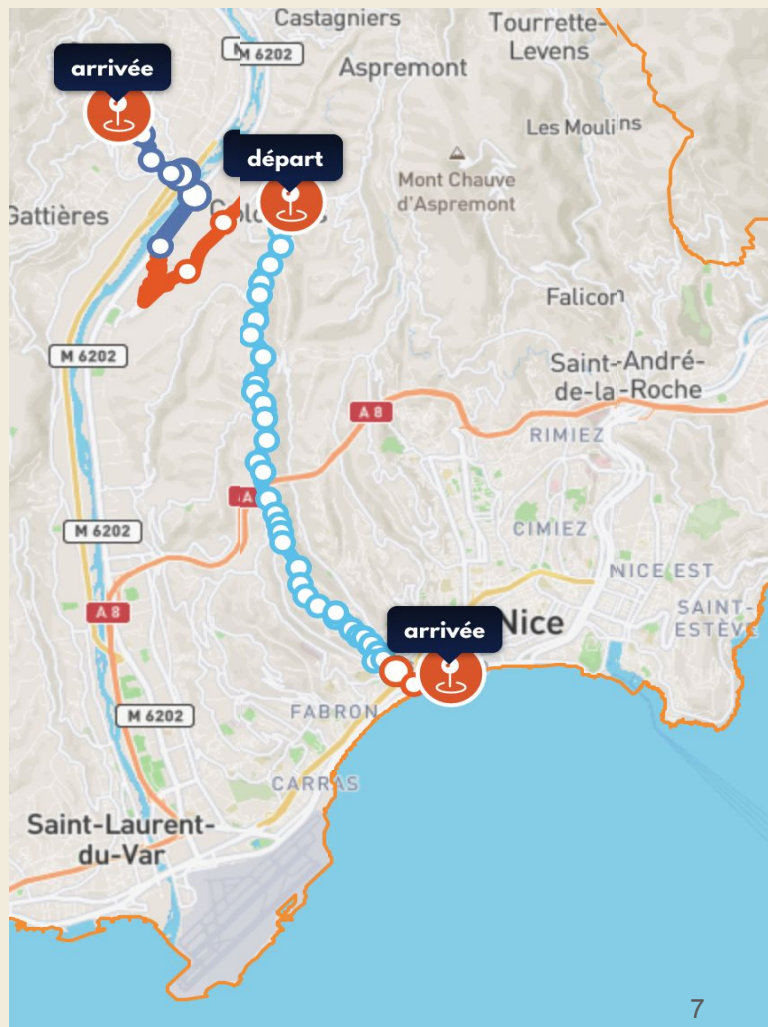 Castagniers
Tourrette-
Levens
M 6202
Aspremont
arrivée
Les Moulins
départ
Mont Chauve
d'Aspremont
Gattières
Falicon
M 6202
Saint-André-
de-la-Roche
A 8
RIMIEZ
A
M 6202
CIMIEZ
NICE EST
A 8
SAINT-
ESTÈVE
arrivée
Nice
M 6202
FABRON
CARRAS
Saint-Laurent-
du-Var
7